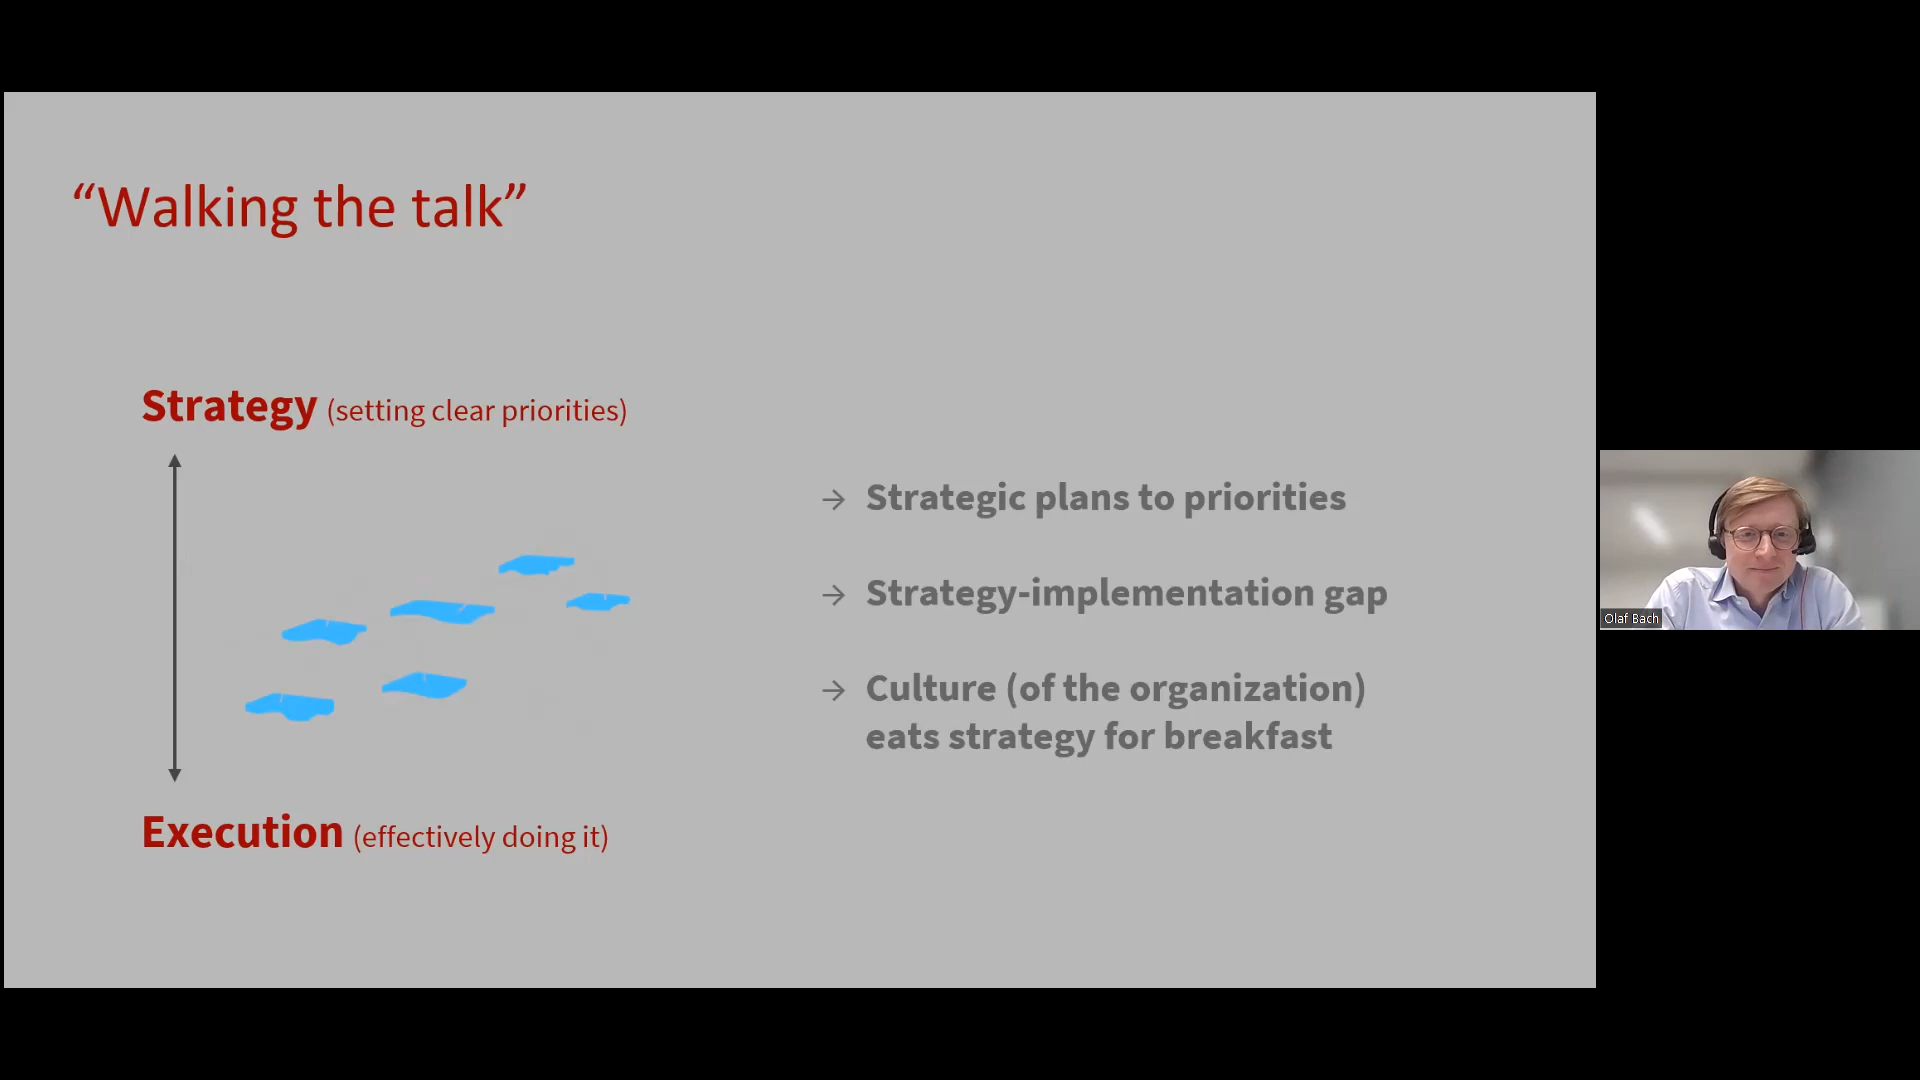 “Walking the talk”
Strategy (setting clear priorities)
Execution (effectively doing it)
→ Strategic plans to priorities
→ Strategy-implementation gap
→ Culture (of the organization)
eats strategy for breakfast
Olaf Bach